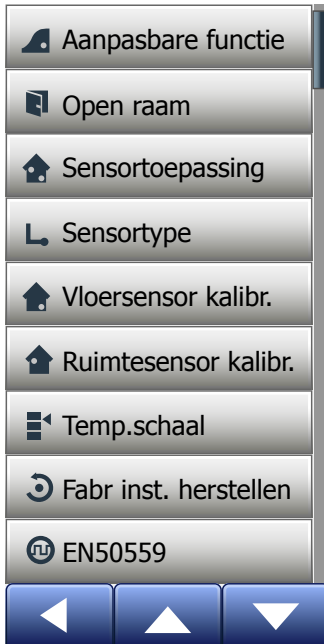 Aanpasbare functie
Open raam
Sensortoepassing
Sensortype
Vloersensor kalibr.
Ruimtesensor kalibr.
Temp.schaal
Fabr inst. herstellen
EN50559